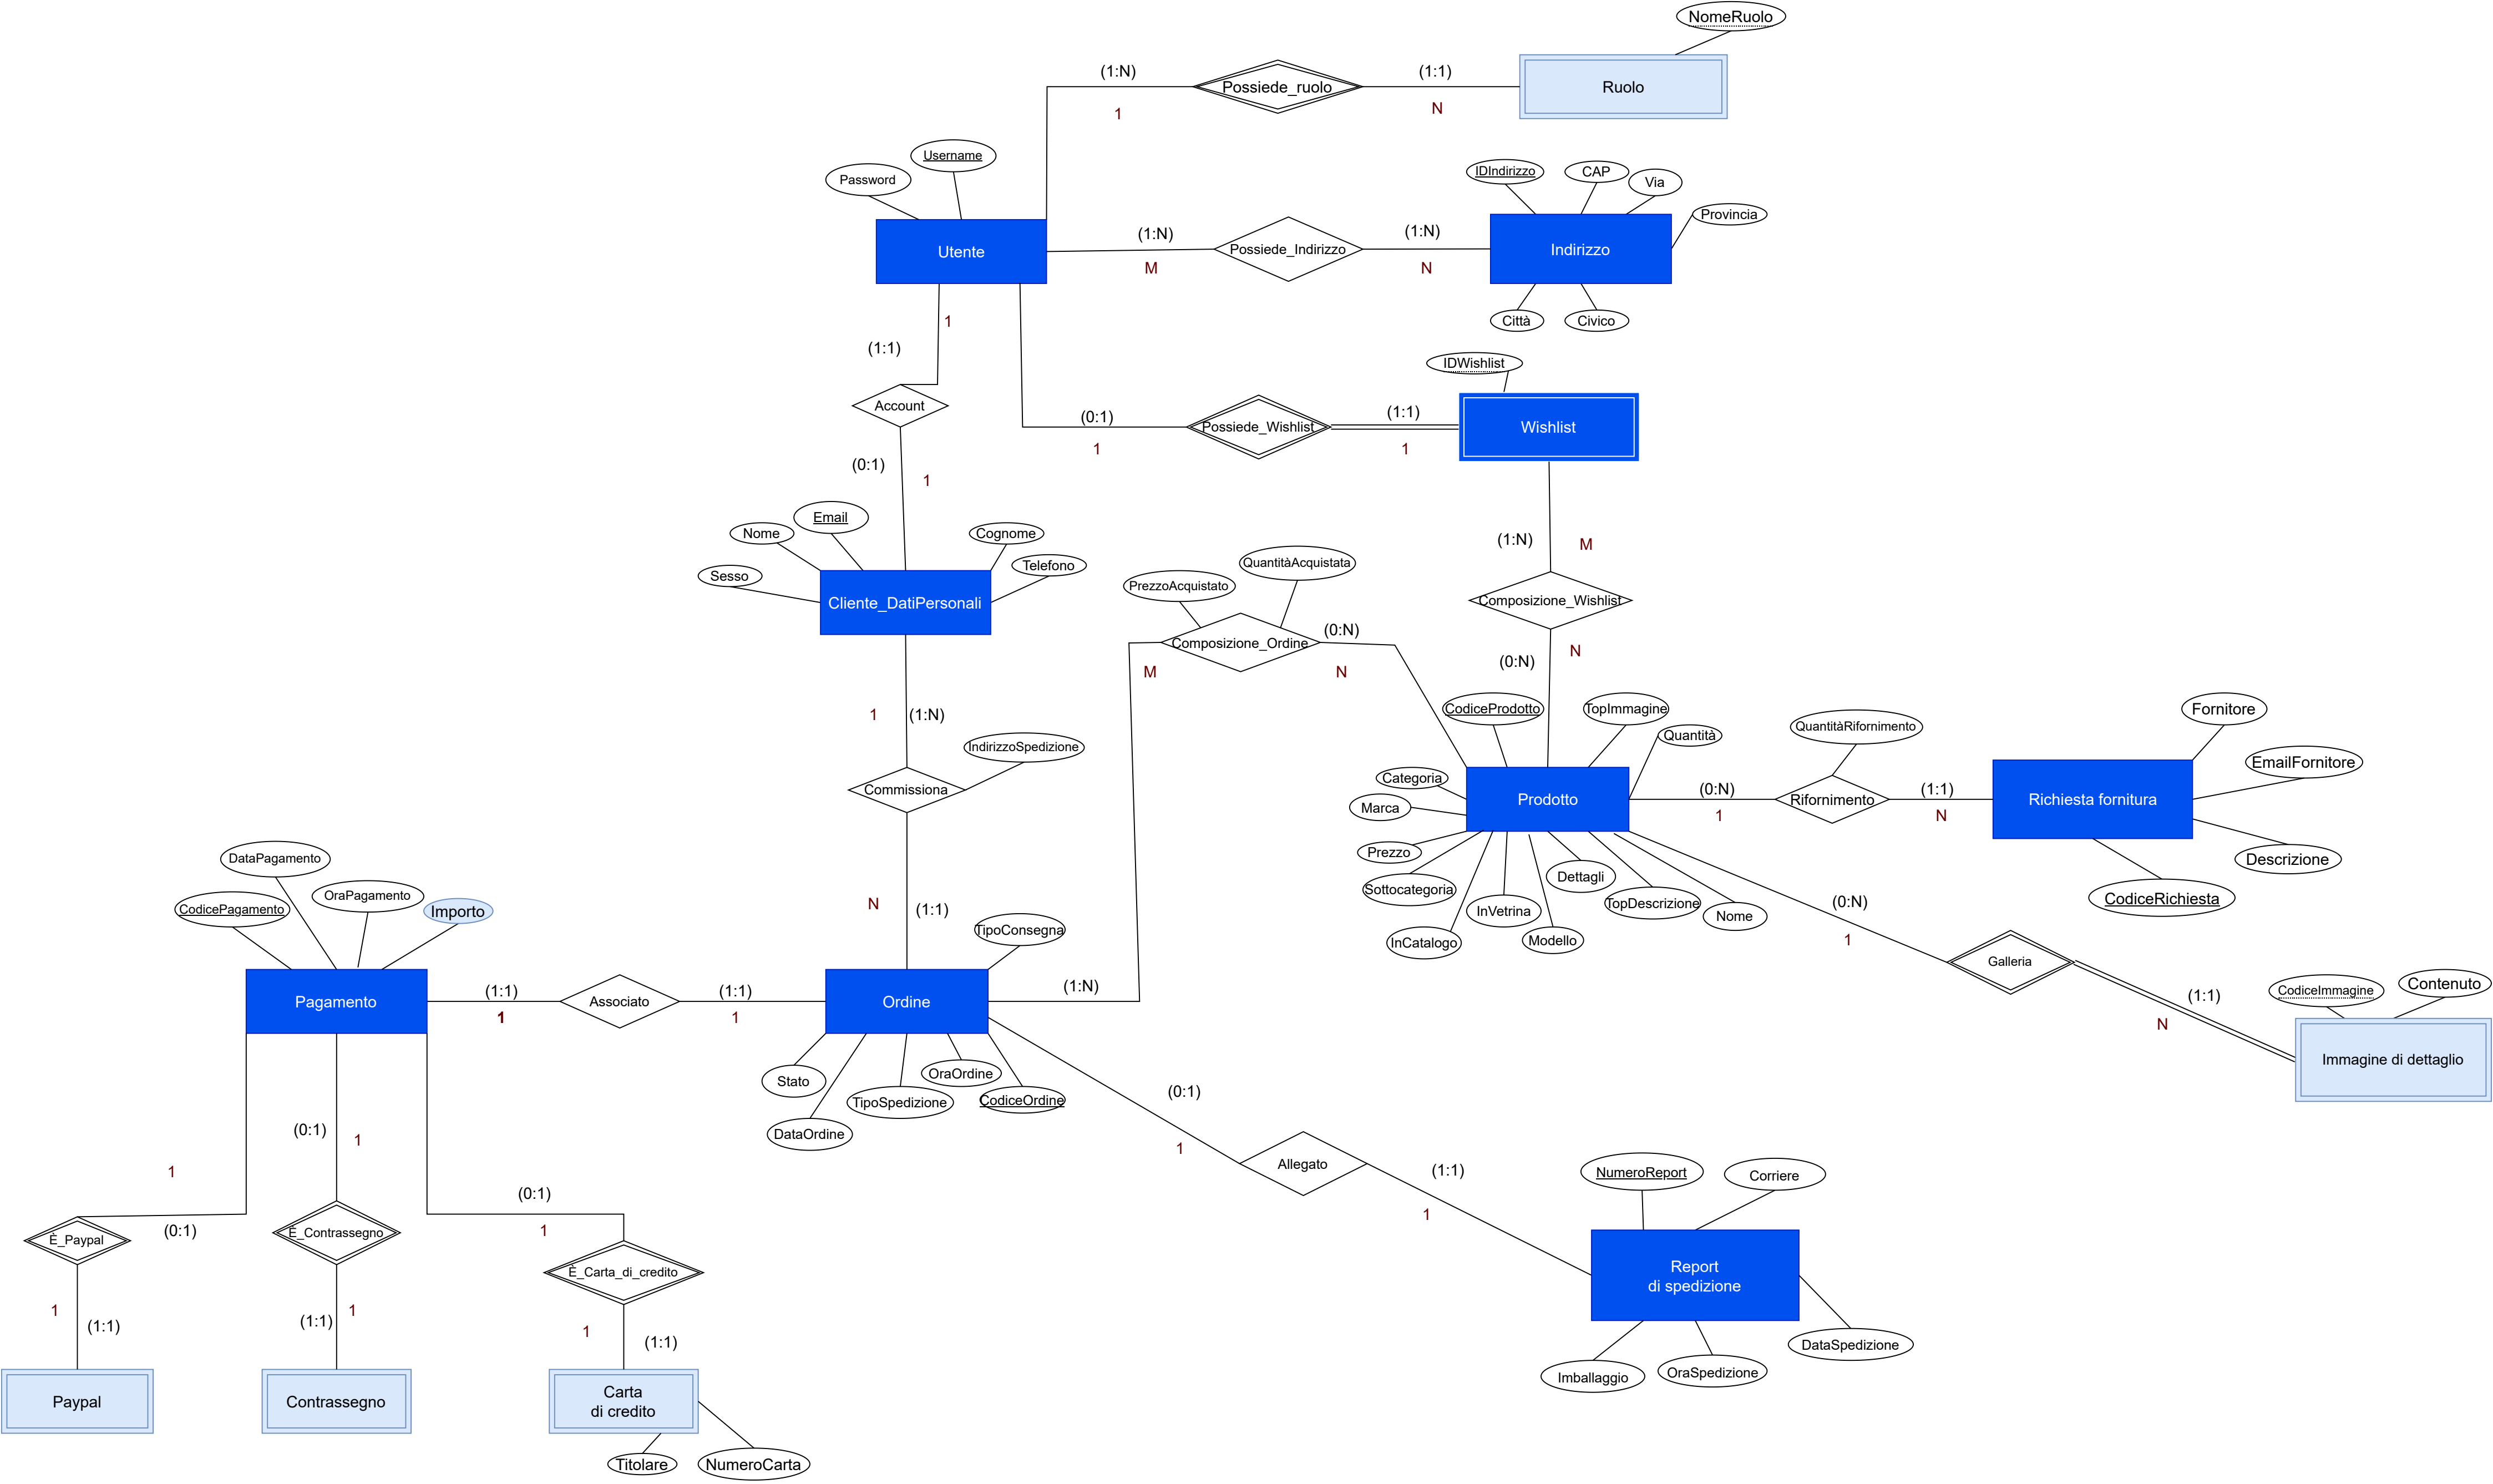 NomeRuolo
(1:N)
Possiede_ruolo
(1:1)
Ruolo
1
N
Username
Password
IDIndirizzo
CAP
Via
Provincia
(1:N)
(1:N)
Utente
Possiede_Indirizzo
Indirizzo
M
N
1
Città
Civico
(1:1)
IDWishlist
Account
(0:1)
(1:1)
Possiede_Wishlist
Wishlist
1
1
(0:1)
1
Email
Nome
Cognome
Sesso
Telefono
Cliente_DatiPersonali
(1:N)
M
QuantitàAcquistata
PrezzoAcquistato
Composizione_Wishlist
(0:N)
Composizione_Ordine
M
N
N
(0:N)
1
(1:N)
IndirizzoSpedizione
CodiceProdotto
TopImmagine
Quantità
QuantitàRifornimento
Fornitore
EmailFornitore
Commissiona
Categoria
Marca
Prodotto
(0:N)
Rifornimento
(1:1)
Richiesta fornitura
1
N
Prezzo
Sottocategoria
InCatalogo
InVetrina
Modello
Dettagli
TopDescrizione
Nome
Descrizione
CodiceRichiesta
DataPagamento
OraPagamento
CodicePagamento
Importo
N
(1:1)
TipoConsegna
(0:N)
1
Galleria
(1:1)
N
CodiceImmagine
Contenuto
Immagine di dettaglio
Pagamento
(1:1)
1
Associato
(1:1)
1
Ordine
(1:N)
Stato
DataOrdine
TipoSpedizione
OraOrdine
CodiceOrdine
(0:1)
1
Allegato
(1:1)
1
NumeroReport
Corriere
Report
di spedizione
Imballaggio
OraSpedizione
DataSpedizione
(0:1)
1
1
(0:1)
(0:1)
1
È_Paypal
È_Contrassegno
È_Carta_di_credito
1
(1:1)
(1:1)
1
1
(1:1)
Paypal
Contrassegno
Carta
di credito
Titolare
NumeroCarta